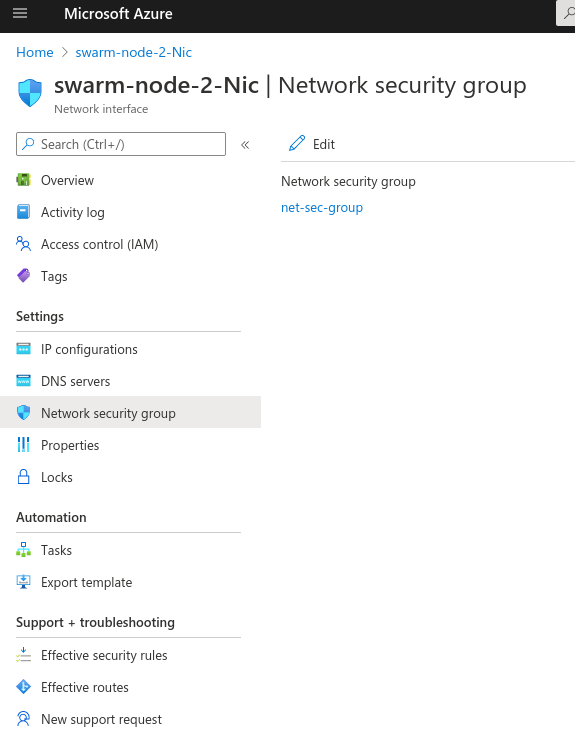 Microsoft Azure
Home > swarm-node-2-Nic
swarm-node-2-Nic | Network security group
Network interface
Search (Ctrl+/)
«
Edit
Network security group
net-sec-group
Overview
Activity log
Access control (IAM)
Tags
Settings
IP configurations
DNS servers
Network security group
Properties
Locks
Automation
Tasks
Export template
Support + troubleshooting
Effective security rules
Effective routes
New support request